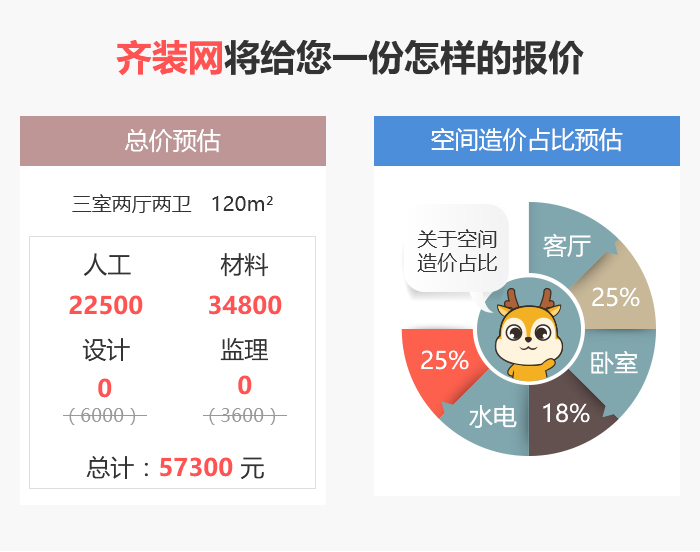 齐装网将给您一份怎样的报价
总价预估
三室两厅两卫 120m²
人工 材料
22500 34800
设计 监理
0 0
(6000) (3600)
总计:57300 元
空间造价占比预估
关于空间
造价占比
客厅
25%
卧室
18%
水电
25%